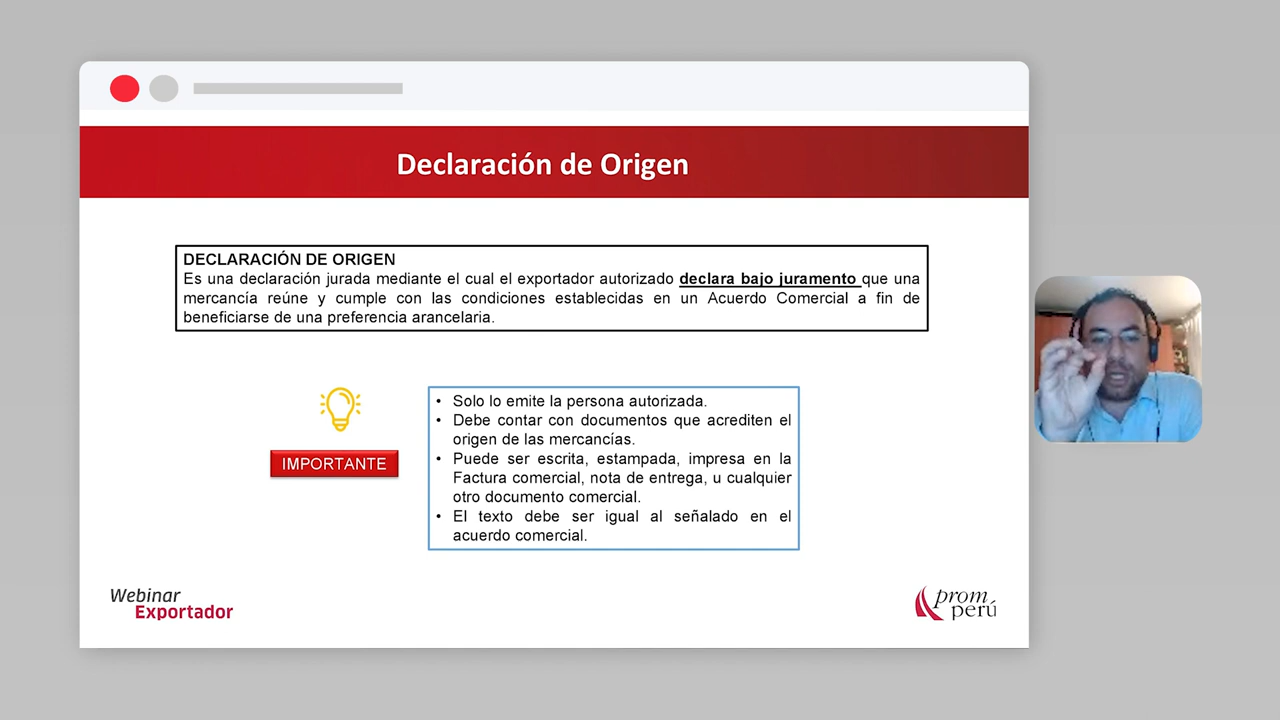 Declaración de Origen
DECLARACIÓN DE ORIGEN
Es una declaración jurada mediante el cual el exportador autorizado declara bajo juramento que una
mercancía reúne y cumple con las condiciones establecidas en un Acuerdo Comercial a fin de
beneficiarse de una preferencia arancelaria.
IMPORTANTE
• Solo lo emite la persona autorizada.
• Debe contar con documentos que acrediten el
origen de las mercancías.
• Puede ser escrita, estampada, impresa en la
Factura comercial, nota de entrega, u cualquier
otro documento comercial.
• El texto debe ser igual al señalado en el
acuerdo comercial.
Webinar
Exportador
prom
perú